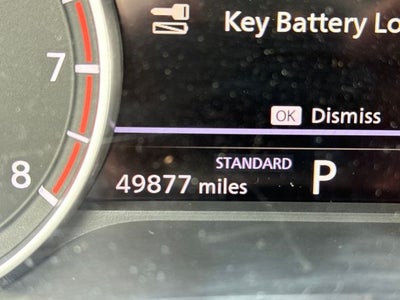 Key Battery Lo
7
OK Dismiss
STANDARD
8
49877 miles P